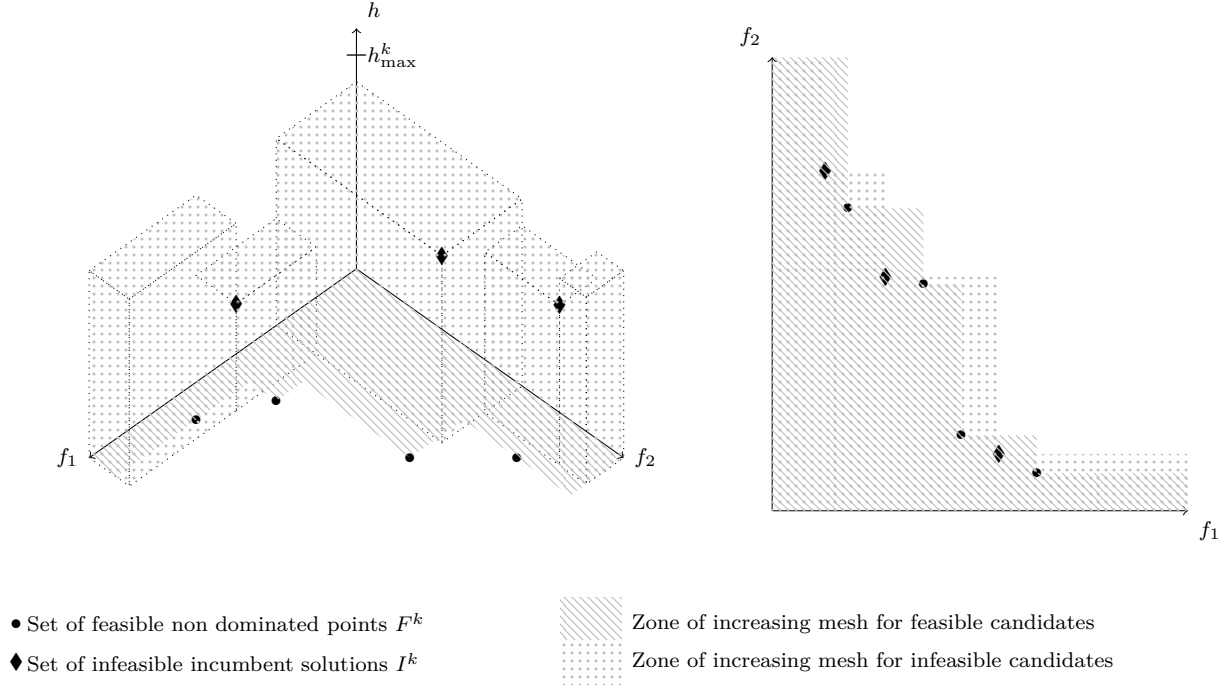 h
h^k_max
f_1
f_2
f_2
f_1
Set of feasible non dominated points F^k
Set of infeasible incumbent solutions I^k
Zone of increasing mesh for feasible candidates
Zone of increasing mesh for infeasible candidates